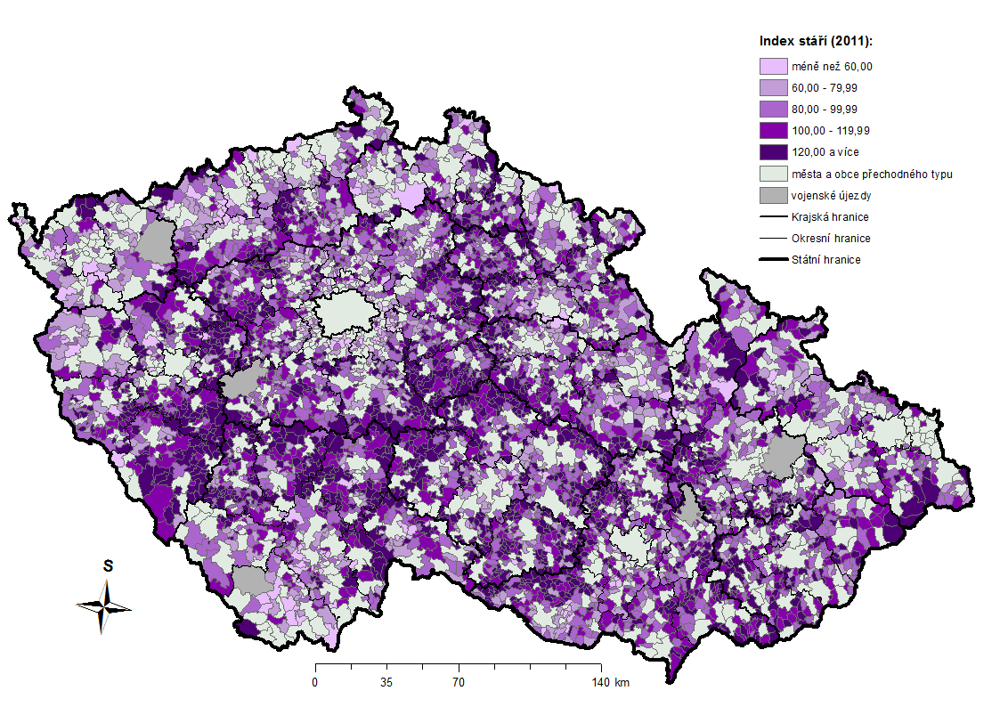 Index stáří (2011):
méně než 60,00
60,00 - 79,99
80,00 - 99,99
100,00 - 119,99
120,00 a více
města a obce přechodného typu
vojenské újezdy
Krajská hranice
Okresní hranice
Státní hranice
S
0 35 70 140 km